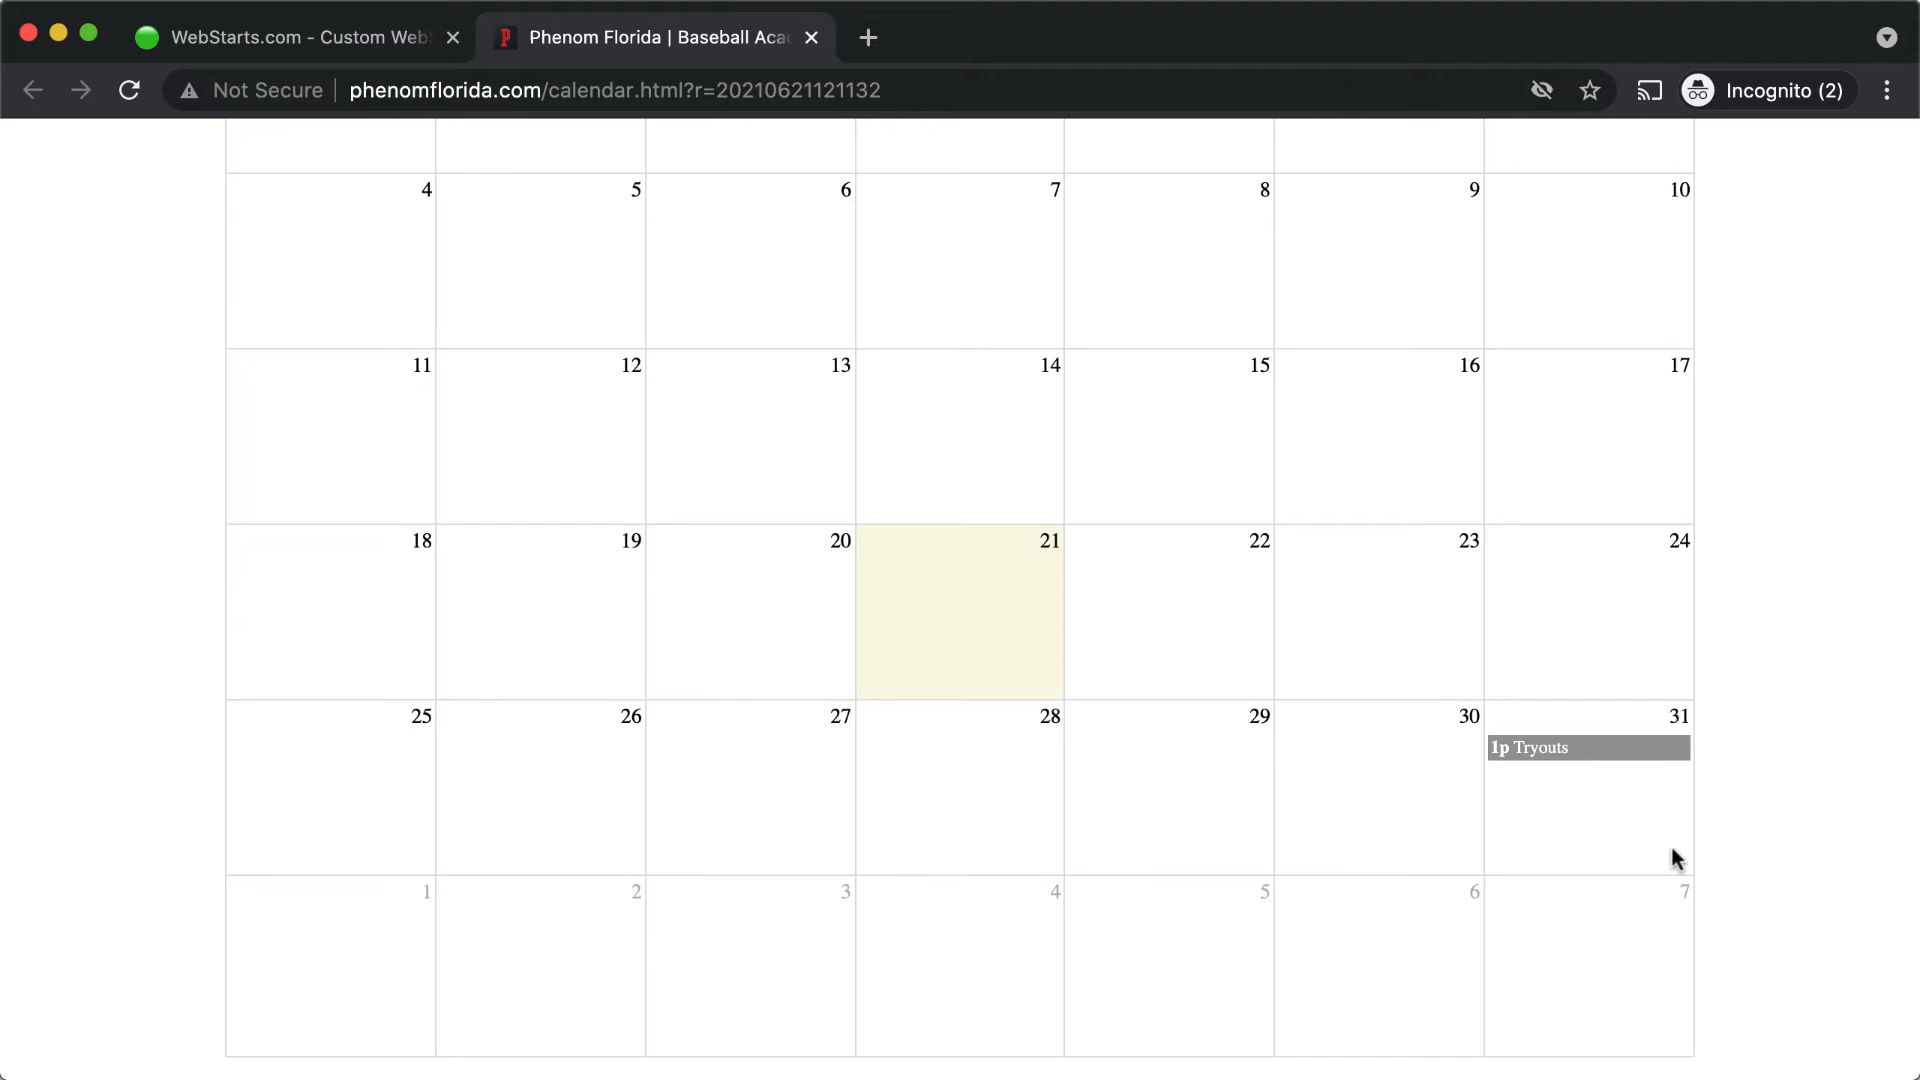 WebStarts.com - Custom Web
Phenom Florida | Baseball Aca
Not Secure
phenomflorida.com/calendar.html?r=20210621121132
Incognito (2)
4 5 6 7 8 9 10
11 12 13 14 15 16 17
18 19 20 21 22 23 24
25 26 27 28 29 30 31
1p Tryouts
1 2 3 4 5 6 7